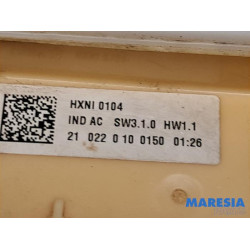 HXNI 0104
IND AC SW3.1.0 HW1.1
21 022 0 10 0150 01:26
MARESIA